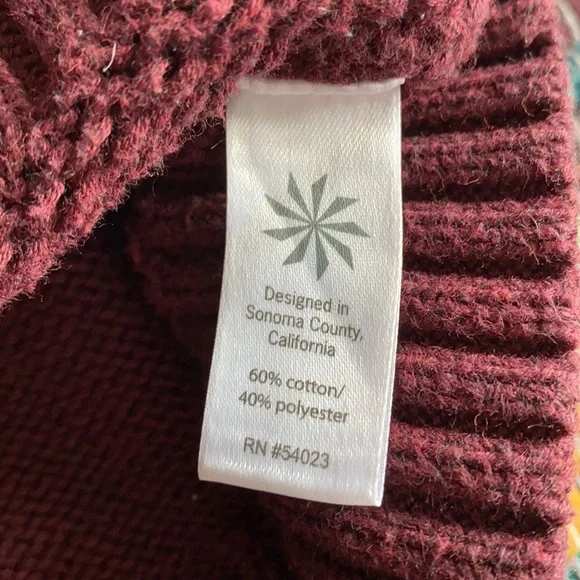 Designed in
Sonoma County,
California
60% cotton/
40% polyester
RN #54023